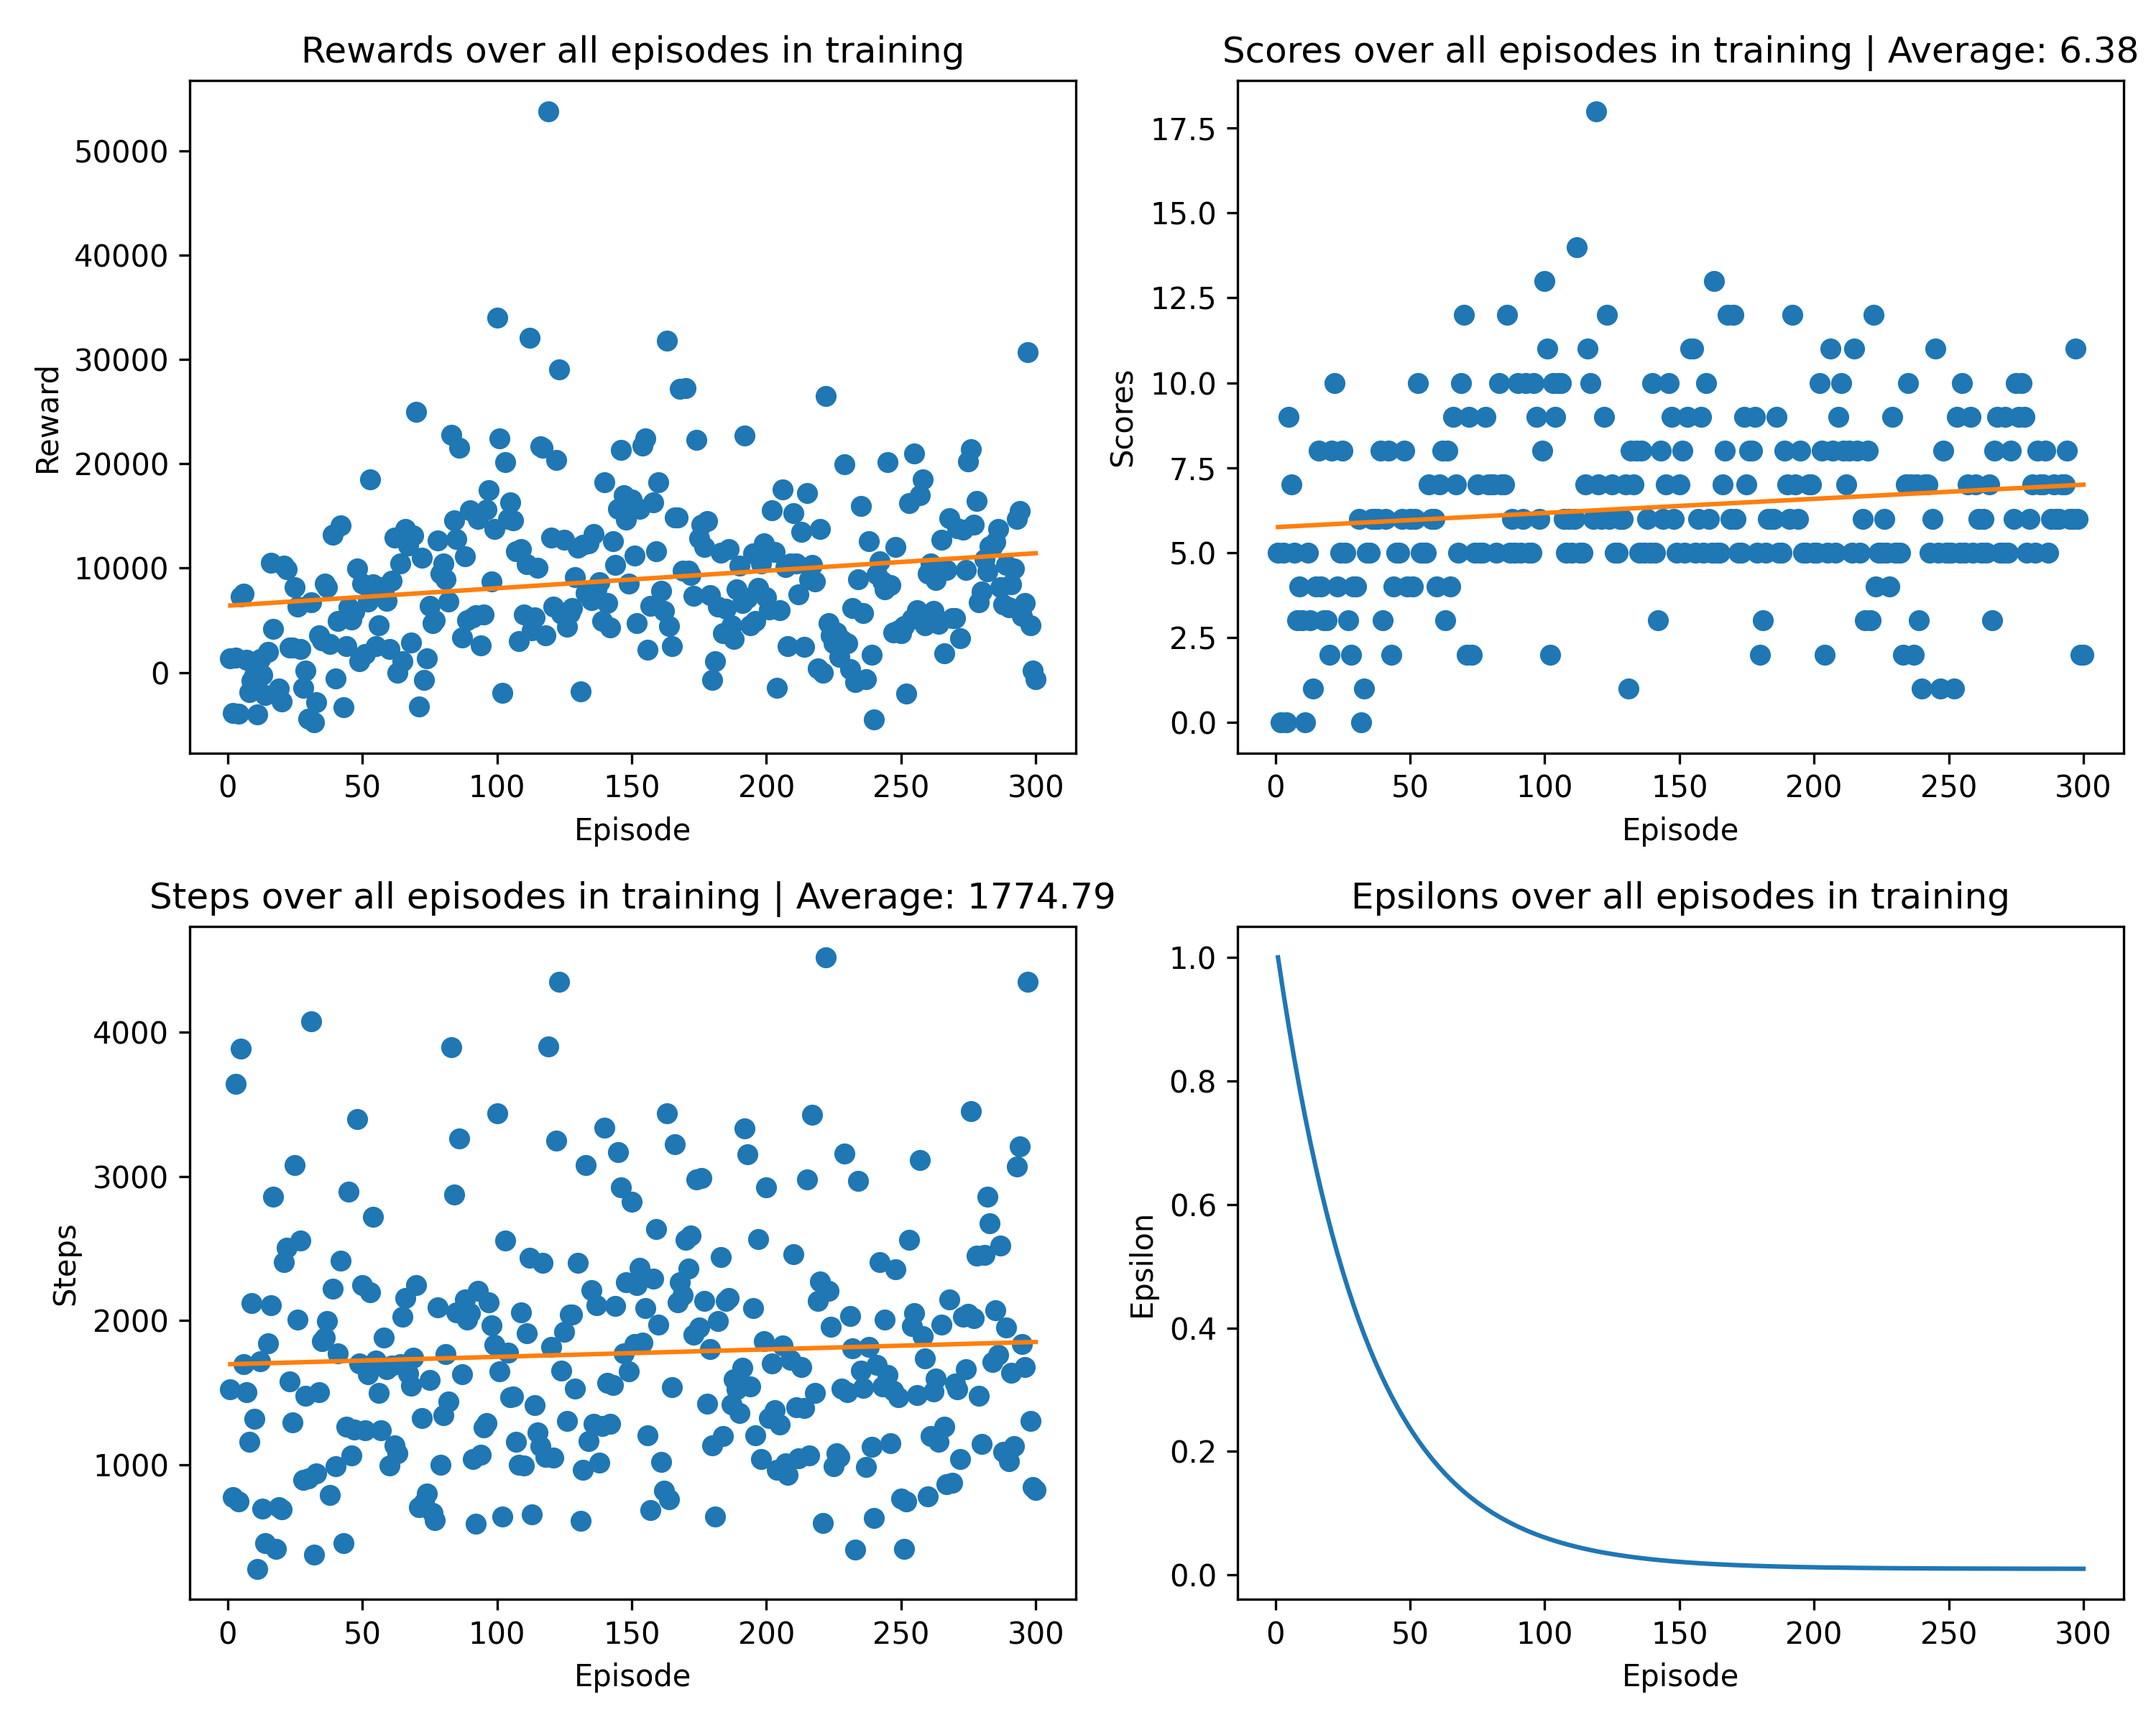 Rewards over all episodes in training
50000
40000
30000
20000
10000
0
Reward
0 50 100 150 200 250 300
Episode
Scores over all episodes in training | Average: 6.38
17.5
15.0
12.5
10.0
7.5
5.0
2.5
0.0
Scores
0 50 100 150 200 250 300
Episode
Steps over all episodes in training | Average: 1774.79
4000
3000
2000
1000
Steps
0 50 100 150 200 250 300
Episode
Epsilons over all episodes in training
1.0
0.8
0.6
0.4
0.2
0.0
Epsilon
0 50 100 150 200 250 300
Episode